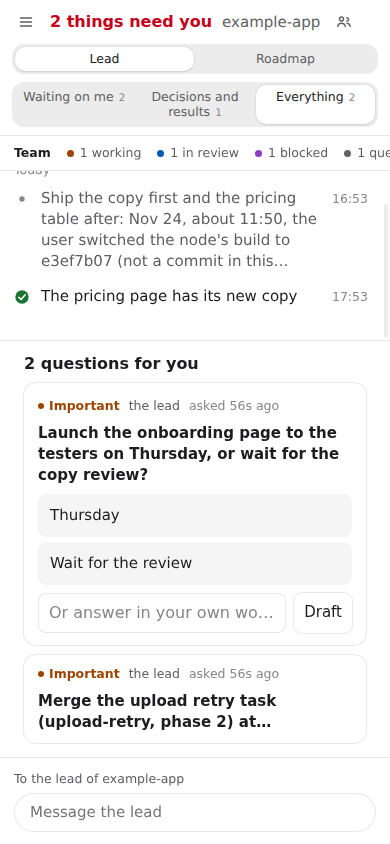 2 things need you example-app
Lead Roadmap
Waiting on me 2
Decisions and results 1
Everything 2
Team 1 working 1 in review 1 blocked 1 que
Today
Ship the copy first and the pricing 16:53
table after: Nov 24, about 11:50, the
user switched the node's build to
e3ef7b07 (not a commit in this…
The pricing page has its new copy 17:53
2 questions for you
Important the lead asked 56s ago
Launch the onboarding page to the
testers on Thursday, or wait for the
copy review?
Thursday
Wait for the review
Or answer in your own wo… Draft
Important the lead asked 56s ago
Merge the upload retry task
(upload-retry, phase 2) at…
To the lead of example-app
Message the lead